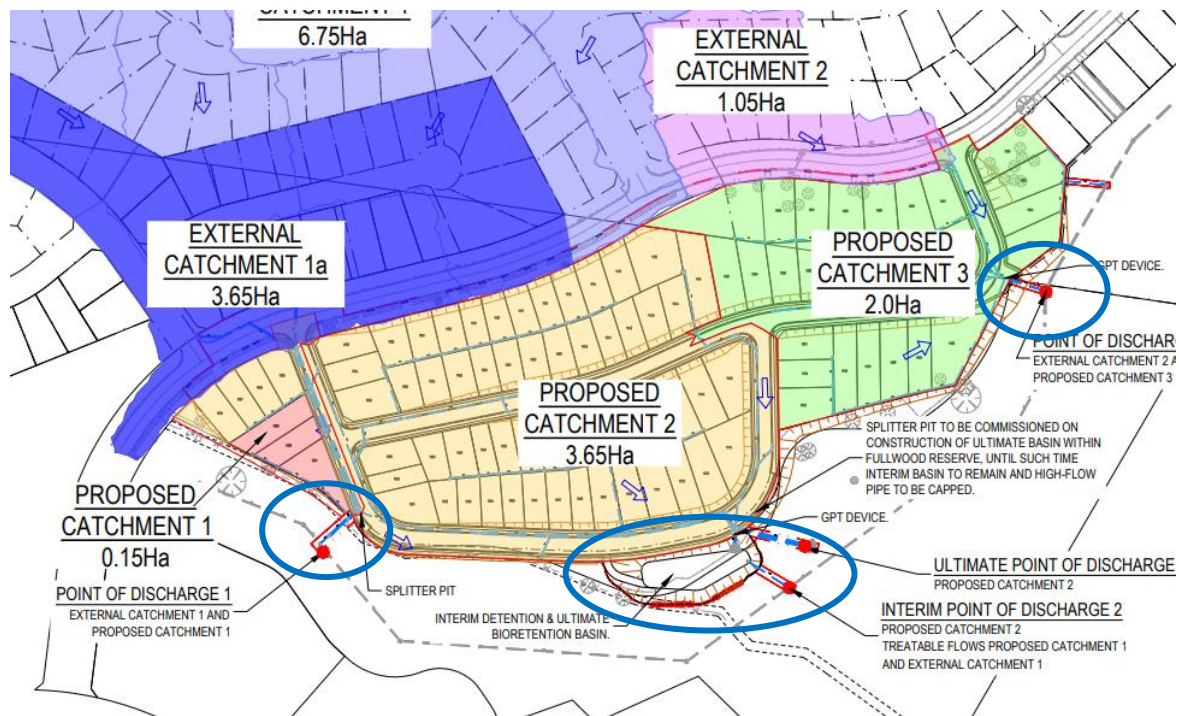 CATCHMENT 1
6.75Ha
EXTERNAL
CATCHMENT 2
1.05Ha
EXTERNAL
CATCHMENT 1a
3.65Ha
PROPOSED
CATCHMENT 3
2.0Ha
GPT DEVICE.
POINT OF DISCHARG
EXTERNAL CATCHMENT 2 A
PROPOSED CATCHMENT 3
PROPOSED
CATCHMENT 2
3.65Ha
SPLITTER PIT TO BE COMMISSIONED ON
CONSTRUCTION OF ULTIMATE BASIN WITHIN
FULLWOOD RESERVE, UNTIL SUCH TIME
INTERIM BASIN TO REMAIN AND HIGH-FLOW
PIPE TO BE CAPPED.
GPT DEVICE.
PROPOSED
CATCHMENT 1
0.15Ha
POINT OF DISCHARGE 1
EXTERNAL CATCHMENT 1 AND
PROPOSED CATCHMENT 1
SPLITTER PIT
INTERIM DETENTION & ULTIMATE
BIORETENTION BASIN.
ULTIMATE POINT OF DISCHARGE
PROPOSED CATCHMENT 2
INTERIM POINT OF DISCHARGE 2
PROPOSED CATCHMENT 2
TREATABLE FLOWS PROPOSED CATCHMENT 1
AND EXTERNAL CATCHMENT 1